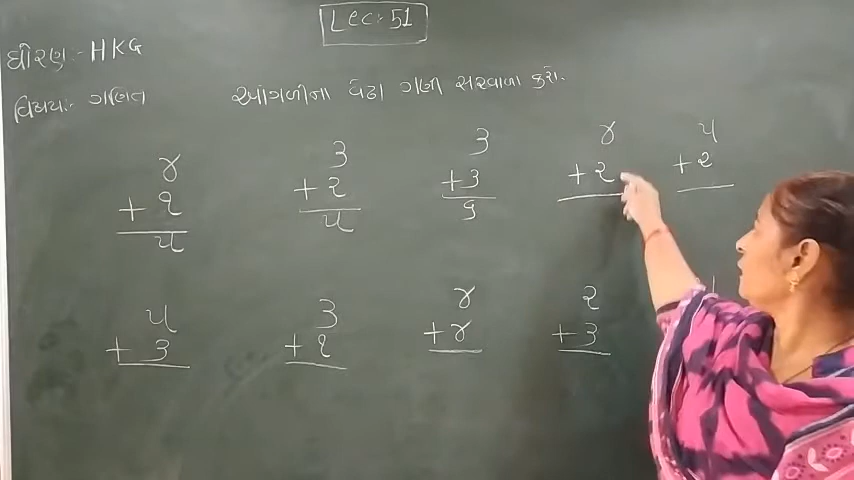 Lec: 51
ધોરણ:- HKG
વિષય:- ગણિત
આંગળીના વેઢા ગણી સરવાળા કરો.
૪ ૩ ૩ ૪ ૫
+ ૧ + ૨ + ૩ + ૨ + ૨
૫ ૫ ૬
૫ ૩ ૪ ૨
+ ૩ + ૧ + ૪ + ૩